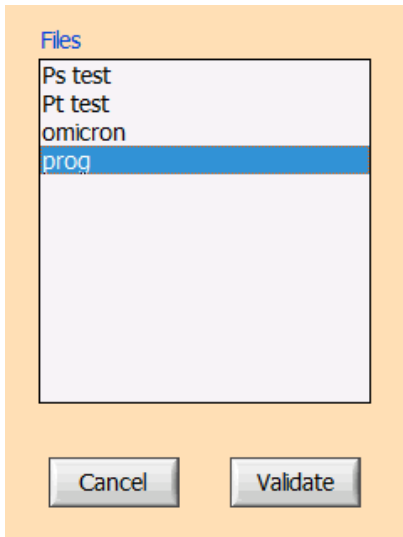 Files
Ps test
Pt test
omicron
prog
Cancel
Validate